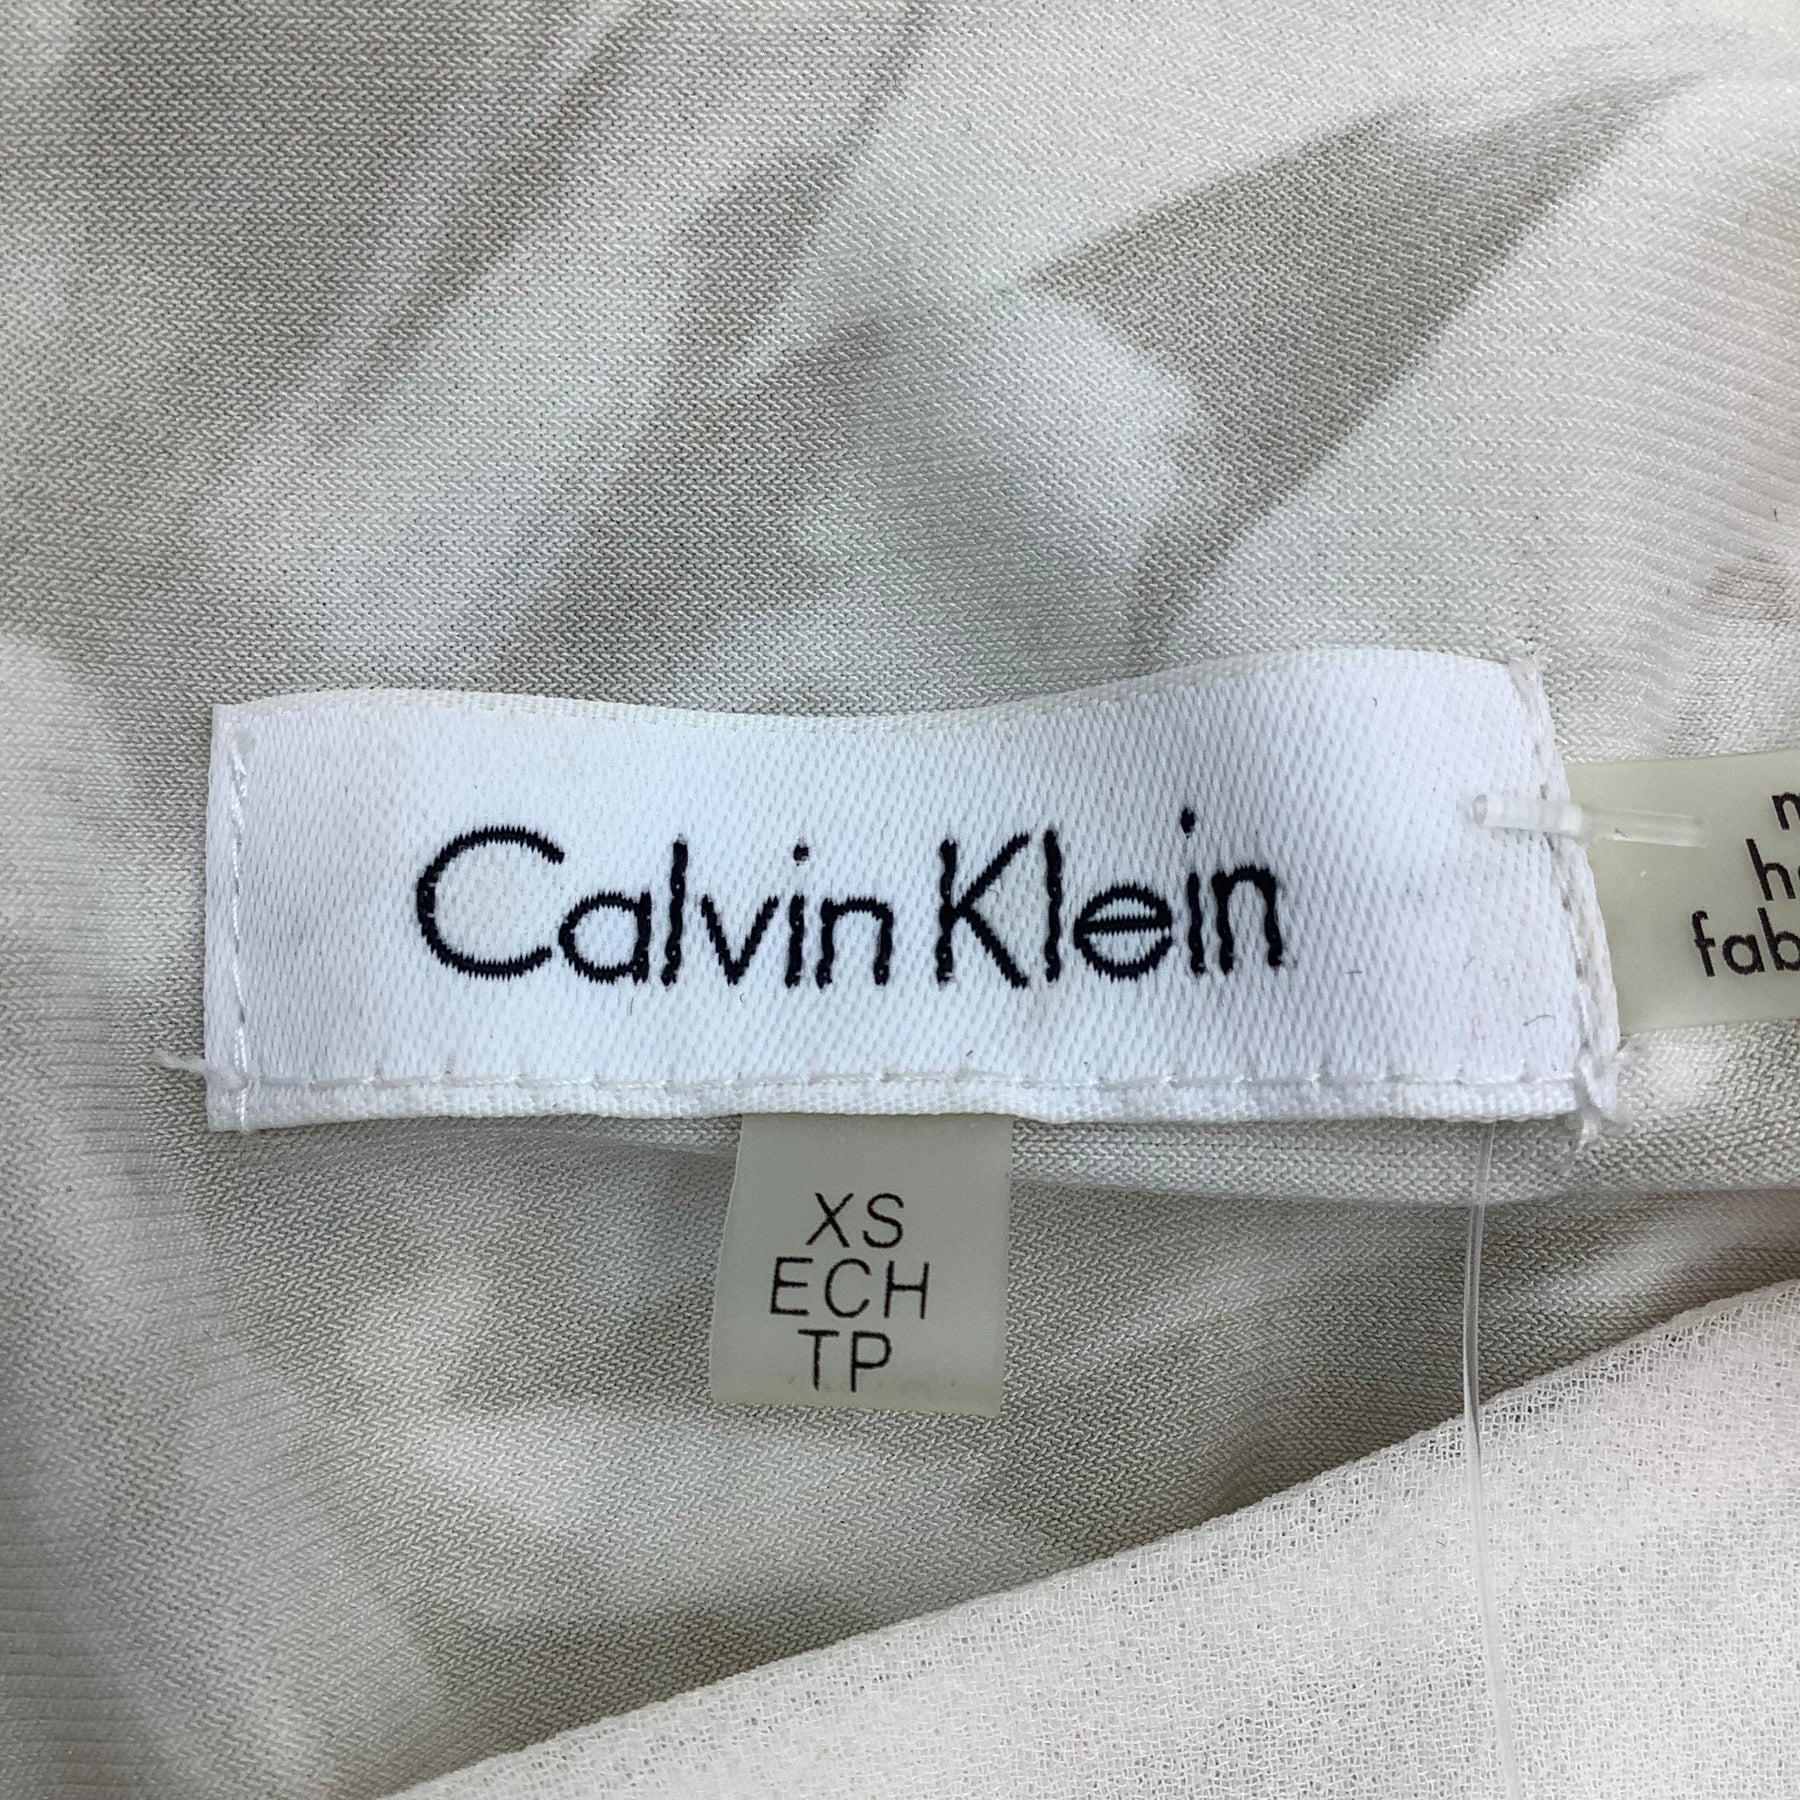 Calvin Klein
XS
ECH
TP